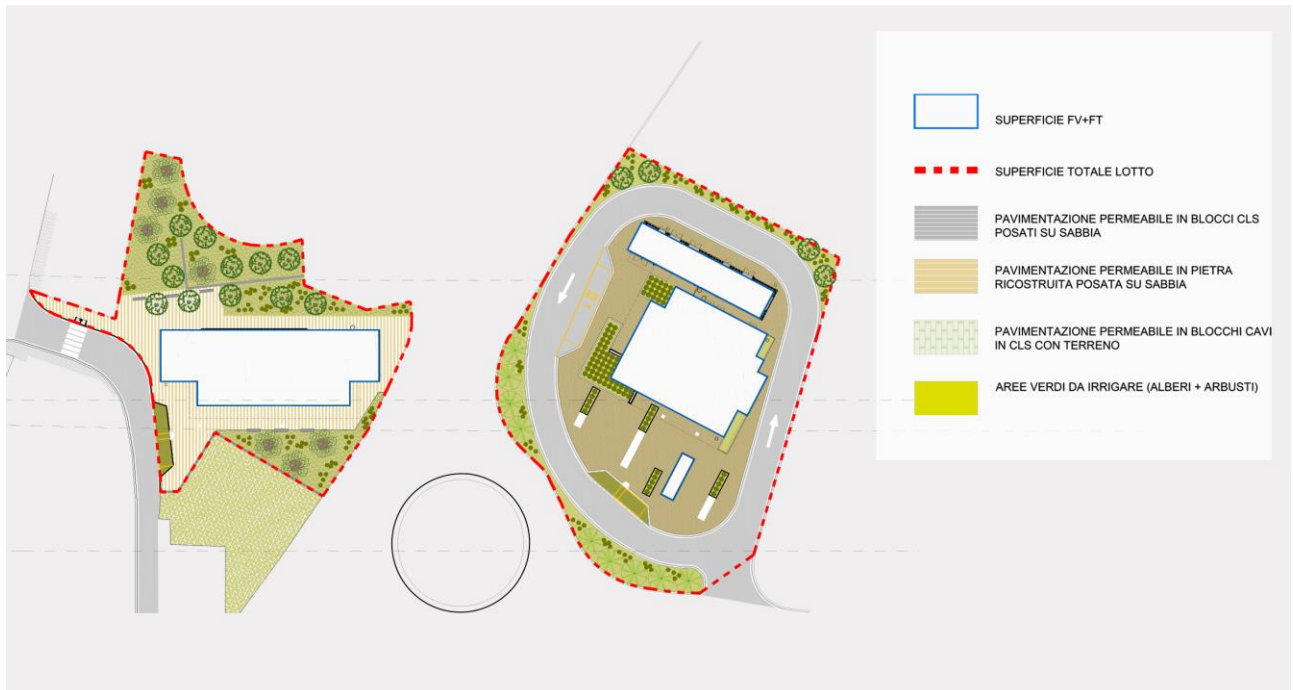 SUPERFICIE FV+FT
SUPERFICIE TOTALE LOTTO
PAVIMENTAZIONE PERMEABILE IN BLOCCI CLS
POSATI SU SABBIA
PAVIMENTAZIONE PERMEABILE IN PIETRA
RICOSTRUITA POSATA SU SABBIA
PAVIMENTAZIONE PERMEABILE IN BLOCCHI CAVI
IN CLS CON TERRENO
AREE VERDI DA IRRIGARE (ALBERI + ARBUSTI)